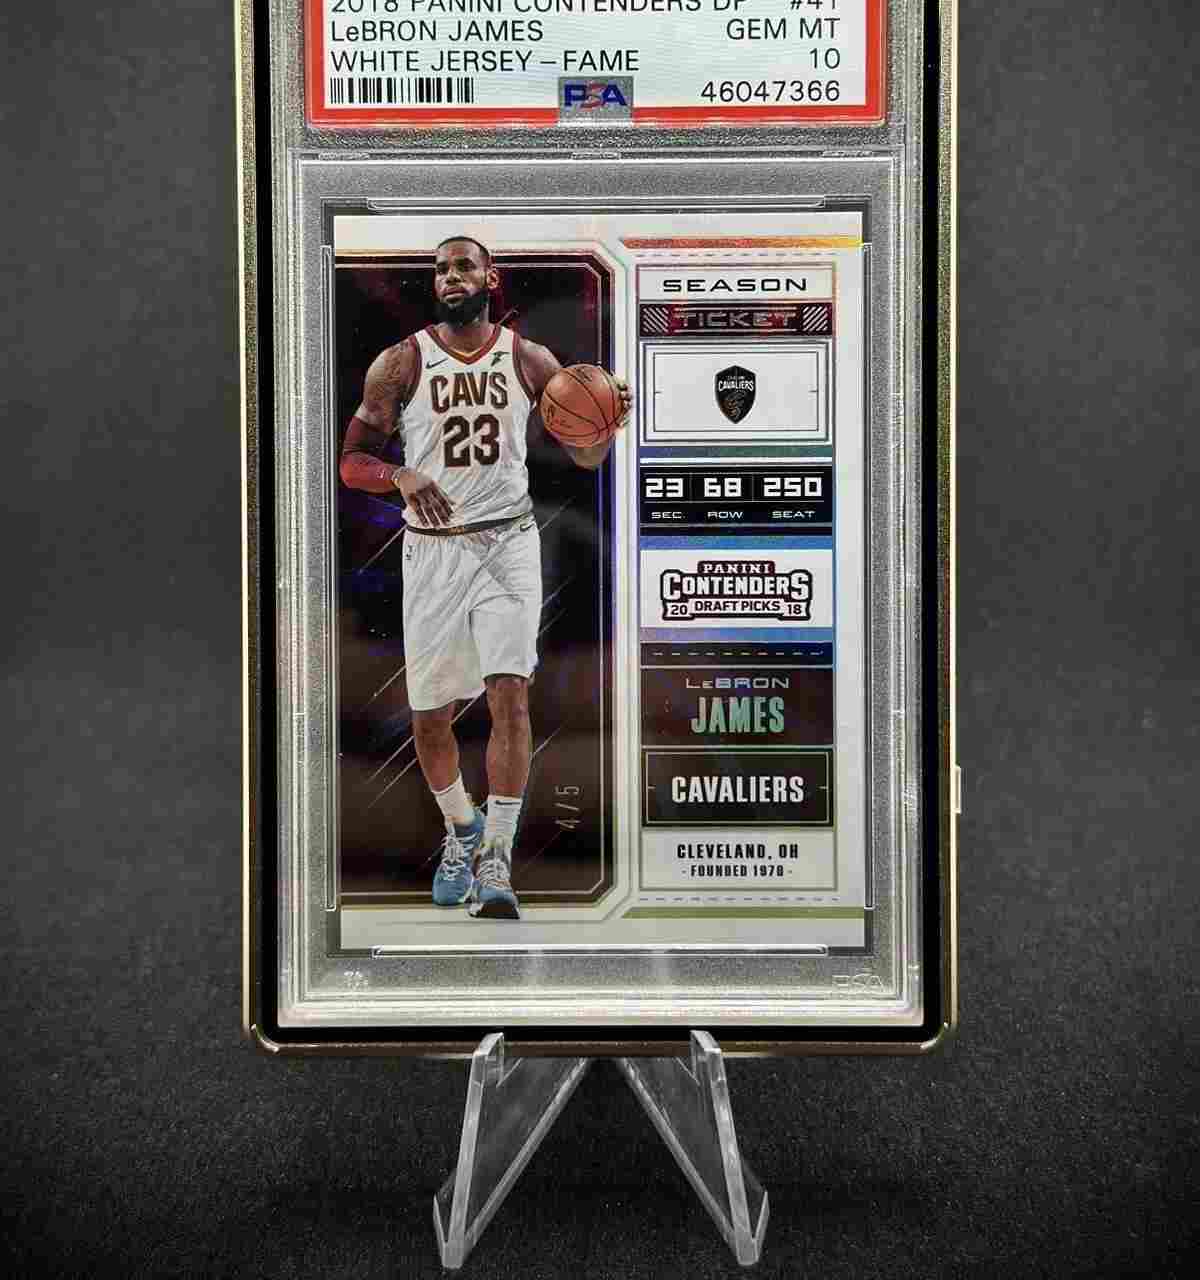 2018 PANINI CONTENDERS DP #41
LeBRON JAMES GEM MT
WHITE JERSEY – FAME 10
PSA 46047366
SEASON
TICKET
CAVALIERS
CAVS
23
23 68 250
SEC. ROW SEAT
PANINI
CONTENDERS
20 DRAFT PICKS 18
LeBRON
JAMES
4/5
CAVALIERS
CLEVELAND, OH
- FOUNDED 1970 -
PSA